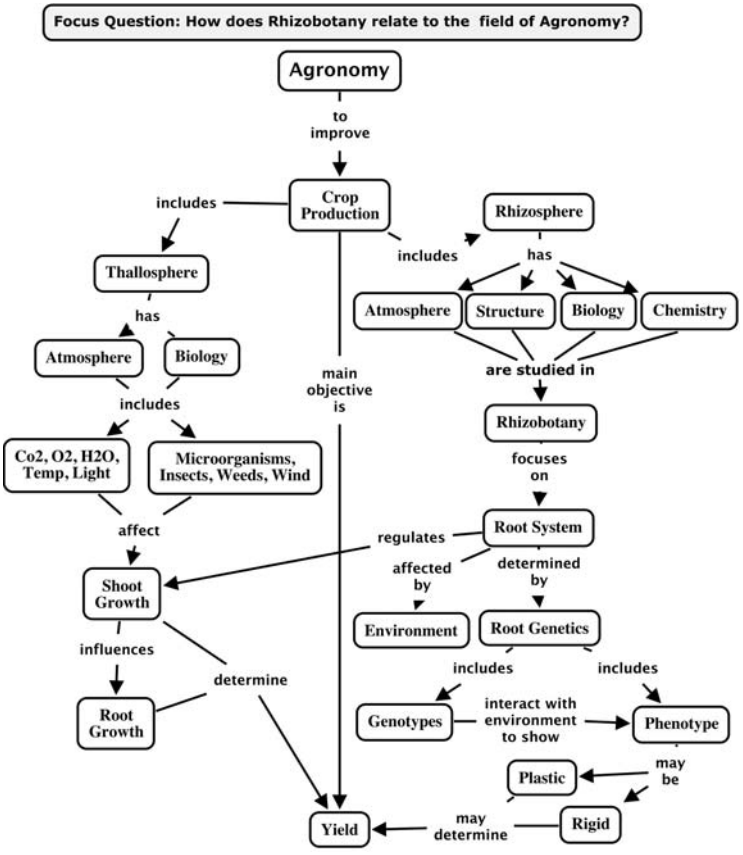 Focus Question: How does Rhizobotany relate to the field of Agronomy?
Agronomy
to
improve
Crop
Production
includes
includes
Rhizosphere
has
Thallosphere
has
Atmosphere
Structure
Biology
Chemistry
are studied in
Atmosphere
Biology
includes
main
objective
is
Rhizobotany
focuses
on
Co2, O2, H2O,
Temp, Light
Microorganisms,
Insects, Weeds, Wind
affect
Root System
regulates
affected
by
determined
by
Shoot
Growth
Environment
Root Genetics
influences
determine
includes
includes
Root
Growth
Genotypes
interact with
environment
to show
Phenotype
may
be
Plastic
Rigid
may
determine
Yield